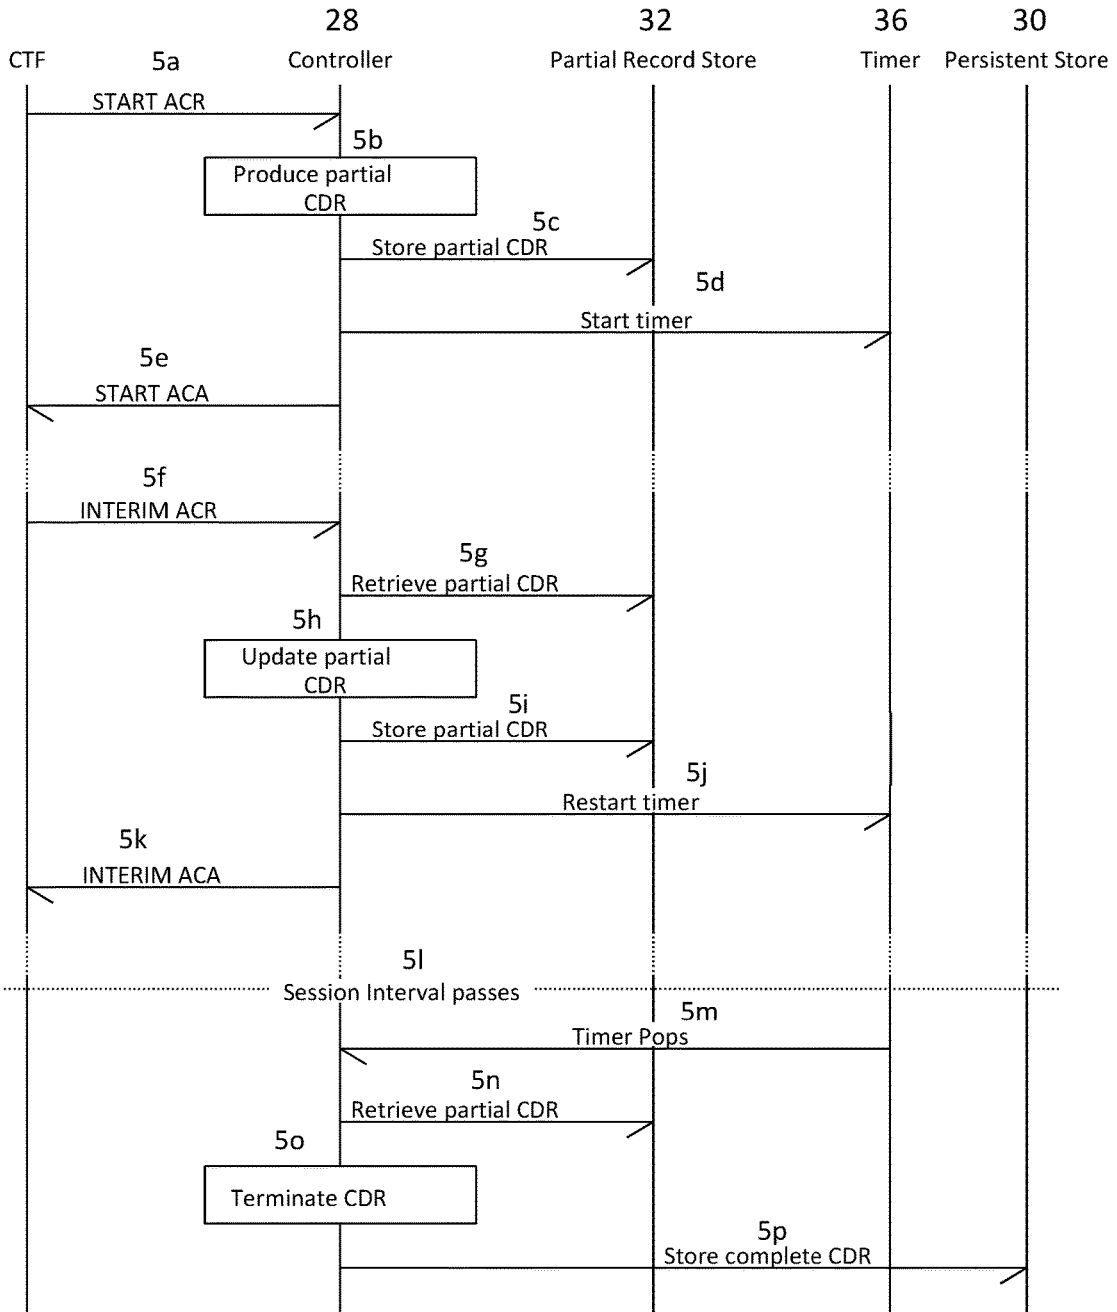 28 32 36 30
CTF Controller Partial Record Store Timer Persistent Store
5a
START ACR
5b
Produce partial
CDR
5c
Store partial CDR
5d
Start timer
5e
START ACA
5f
INTERIM ACR
5g
Retrieve partial CDR
5h
Update partial
CDR
5i
Store partial CDR
5j
Restart timer
5k
INTERIM ACA
5l
Session Interval passes
5m
Timer Pops
5n
Retrieve partial CDR
5o
Terminate CDR
5p
Store complete CDR